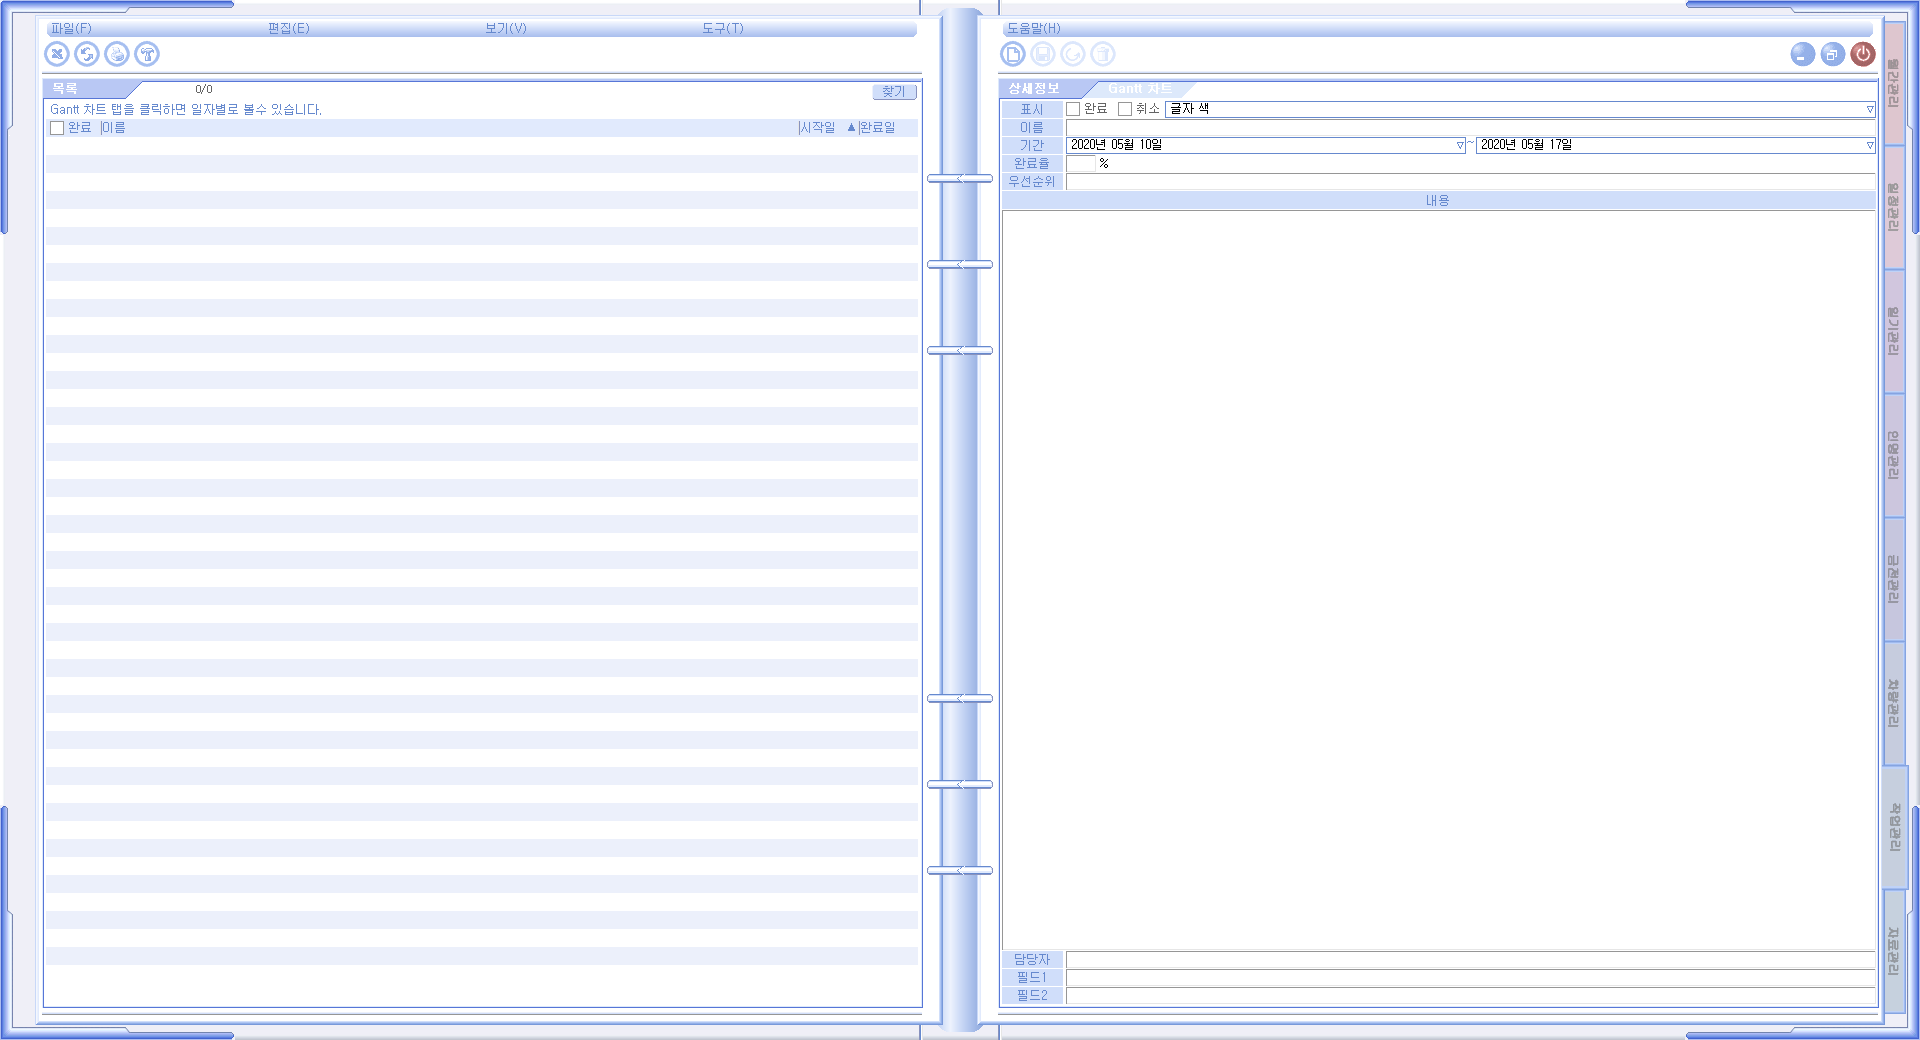 파일(F) 편집(E) 보기(V) 도구(T) 도움말(H)
목록 0/0 찾기
Gantt 차트 탭을 클릭하면 일자별로 볼수 있습니다.
완료 이름 시작일 ▲ 완료일
상세정보 Gantt 차트
표시 완료 취소 글자 색
이름
기간 2020년 05월 10일 ~ 2020년 05월 17일
완료율 %
우선순위
내용
담당자
필드1
필드2
월간관리
일정관리
일기관리
인명관리
금전관리
차량관리
작업관리
자료관리